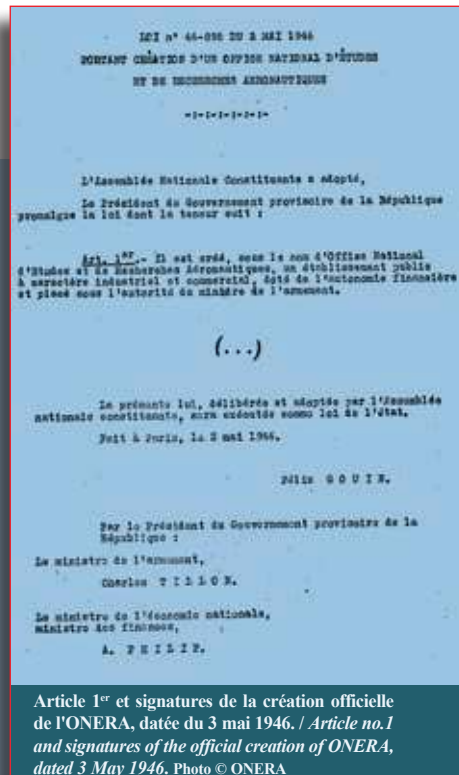 LOI n° 46-896 DU 3 MAI 1946
PORTANT CRÉATION D'UN OFFICE NATIONAL D'ÉTUDES
ET DE RECHERCHES AERONAUTIQUES
-:-:-:-:-:-:-
L'Assemblée Nationale Constituante a adopté,
Le Président du Gouvernement provisoire de la République
promulgue la loi dont la teneur suit :
Art. 1er.- Il est créé, sous le nom d'Office National
d'Etudes et de Recherches Aéronautiques, un établissement public
à caractère industriel et commercial, doté de l'autonomie financière
et placé sous l'autorité du ministre de l'armement.
(...)
La présente loi, délibérée et adoptée par l'Assemblée
nationale constituante, sera exécutée comme loi de l'état.
Fait à Paris, le 3 mai 1946.
Félix GOUIN.
Par le Président du Gouvernement provisoire de la
République :
Le ministre de l'armement,
Charles TILLON.
Le ministre de l'économie nationale,
ministre des finances,
A. PHILIP.
Article 1er et signatures de la création officielle
de l'ONERA, datée du 3 mai 1946. / Article no.1
and signatures of the official creation of ONERA,
dated 3 May 1946. Photo © ONERA